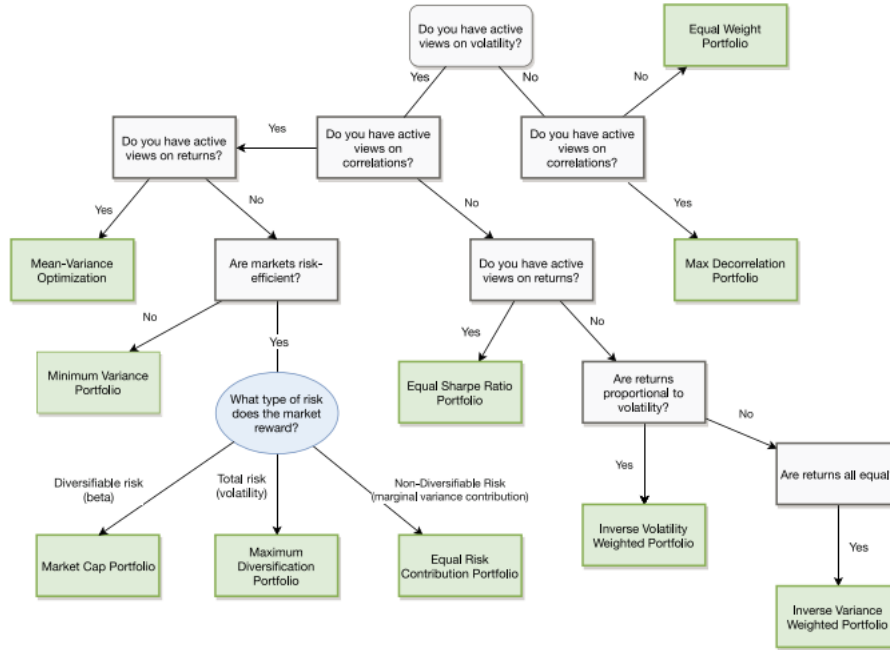 Do you have active
views on volatility?
Equal Weight
Portfolio
Yes
No
No
Do you have active
views on returns?
Yes
Do you have active
views on
correlations?
Do you have active
views on
correlations?
Yes
No
No
Yes
Mean-Variance
Optimization
Are markets risk-
efficient?
Do you have active
views on returns?
Max Decorrelation
Portfolio
No
Yes
Yes
No
Minimum Variance
Portfolio
What type of risk
does the market
reward?
Equal Sharpe Ratio
Portfolio
Are returns
proportional to
volatility?
No
Diversifiable risk
(beta)
Total risk
(volatility)
Non-Diversifiable Risk
(marginal variance contribution)
Yes
Are returns all equal
Market Cap Portfolio
Maximum
Diversification
Portfolio
Equal Risk
Contribution Portfolio
Inverse Volatility
Weighted Portfolio
Yes
Inverse Variance
Weighted Portfolio